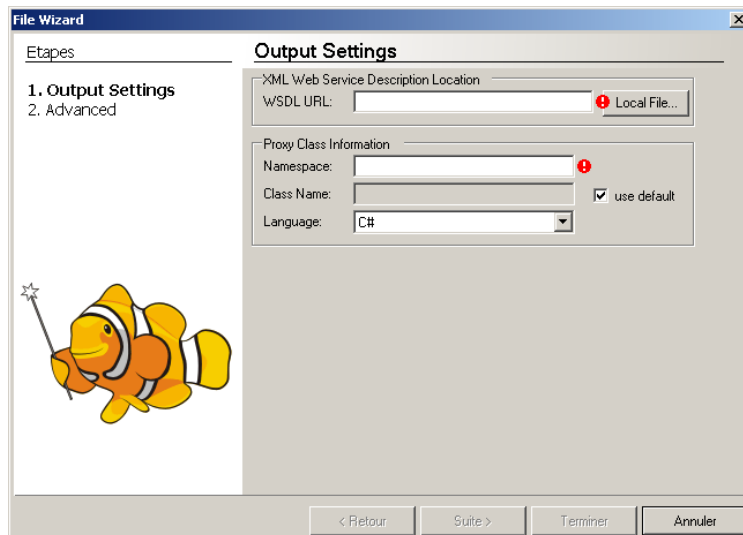 File Wizard
Etapes
1. Output Settings
2. Advanced
Output Settings
XML Web Service Description Location
WSDL URL:
Local File...
Proxy Class Information
Namespace:
Class Name:
use default
Language:
C#
< Retour
Suite >
Terminer
Annuler